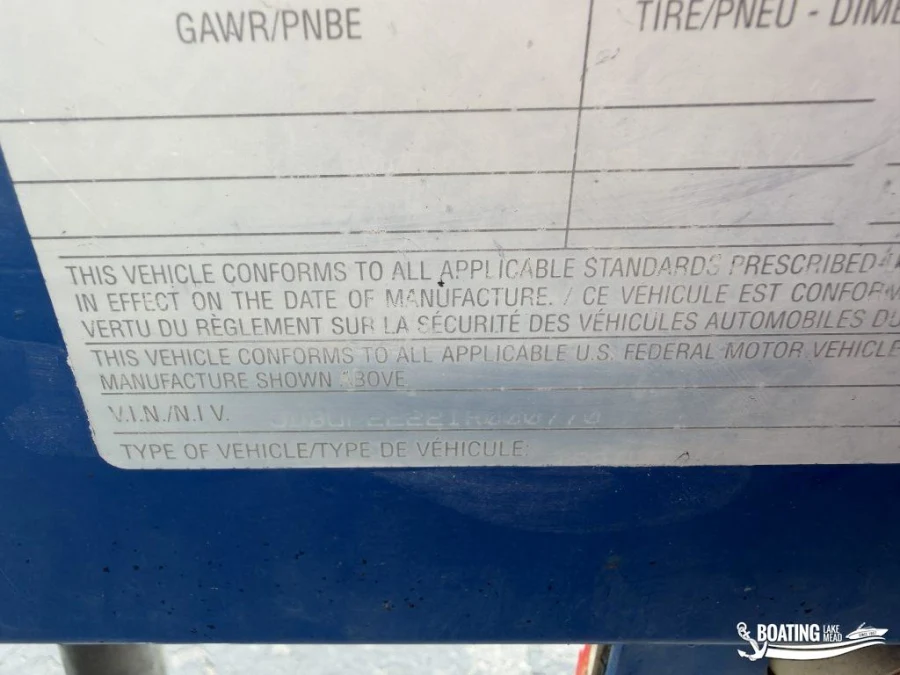 GAWR/PNBE
TIRE/PNEU - DIME
THIS VEHICLE CONFORMS TO ALL APPLICABLE STANDARDS PRESCRIBED
IN EFFECT ON THE DATE OF MANUFACTURE. / CE VÉHICULE EST CONFORM
VERTU DU RÈGLEMENT SUR LA SÉCURITÉ DES VÉHICULES AUTOMOBILES DU
THIS VEHICLE CONFORMS TO ALL APPLICABLE U.S. FEDERAL MOTOR VEHICLE
MANUFACTURE SHOWN ABOVE
V.I.N./N.I V.
TYPE OF VEHICLE/TYPE DE VÉHICULE:
BOATING LAKE MEAD